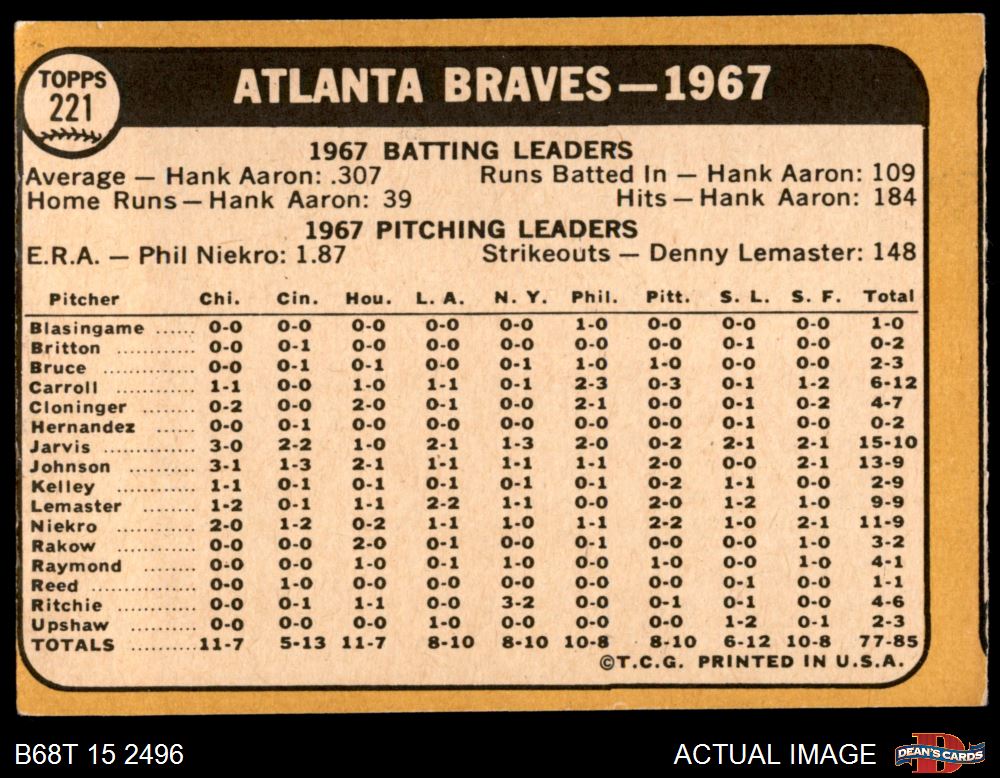 TOPPS
221
ATLANTA BRAVES—1967
1967 BATTING LEADERS
Average — Hank Aaron: .307 Runs Batted In — Hank Aaron: 109
Home Runs — Hank Aaron: 39 Hits — Hank Aaron: 184
1967 PITCHING LEADERS
E.R.A. — Phil Niekro: 1.87 Strikeouts — Denny Lemaster: 148
Pitcher Chi. Cin. Hou. L. A. N. Y. Phil. Pitt. S. L. S. F. Total
Blasingame ...... 0-0 0-0 0-0 0-0 0-0 1-0 0-0 0-0 0-0 1-0
Britton ........... 0-0 0-1 0-0 0-0 0-0 0-0 0-0 0-1 0-0 0-2
Bruce ............. 0-0 0-1 0-1 0-0 0-1 1-0 1-0 0-0 0-0 2-3
Carroll ........... 1-1 0-0 1-0 1-1 0-1 2-3 0-3 0-1 1-2 6-12
Cloninger ........ 0-2 0-0 2-0 0-1 0-0 2-1 0-0 0-1 0-2 4-7
Hernandez ...... 0-0 0-1 0-0 0-0 0-0 0-0 0-0 0-1 0-0 0-2
Jarvis ............. 3-0 2-2 1-0 2-1 1-3 2-0 0-2 2-1 2-1 15-10
Johnson .......... 3-1 1-3 2-1 1-1 1-1 1-1 2-0 0-0 2-1 13-9
Kelley ............ 1-1 0-1 0-1 0-1 0-1 0-1 0-2 1-1 0-0 2-9
Lemaster ......... 1-2 0-1 1-1 2-2 1-1 0-0 2-0 1-2 1-0 9-9
Niekro ............ 2-0 1-2 0-2 1-1 1-0 1-1 2-2 1-0 2-1 11-9
Rakow ............ 0-0 0-0 2-0 0-1 0-0 0-1 0-0 0-0 1-0 3-2
Raymond ......... 0-0 0-0 1-0 0-1 1-0 0-0 1-0 0-0 1-0 4-1
Reed ............... 0-0 1-0 0-0 0-0 0-0 0-0 0-0 0-1 0-0 1-1
Ritchie ............ 0-0 0-1 1-1 0-0 3-2 0-0 0-1 0-1 0-0 4-6
Upshaw ........... 0-0 0-0 0-0 1-0 0-0 0-0 0-0 1-2 0-1 2-3
TOTALS .......... 11-7 5-13 11-7 8-10 8-10 10-8 8-10 6-12 10-8 77-85
©T.C.G. PRINTED IN U.S.A.
B68T 15 2496 ACTUAL IMAGE
DEAN'S CARDS